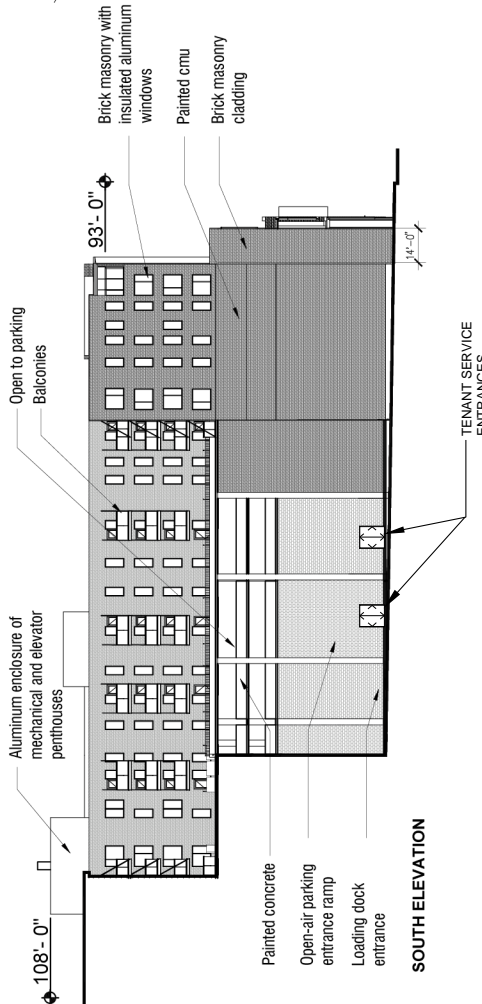 108'- 0"
Aluminum enclosure of
mechanical and elevator
penthouses
Open to parking
Balconies
93'- 0"
Brick masonry with
insulated aluminum
windows
Painted cmu
Brick masonry
cladding
14'-0"
Painted concrete
Open-air parking
entrance ramp
Loading dock
entrance
SOUTH ELEVATION
TENANT SERVICE
ENTRANCES